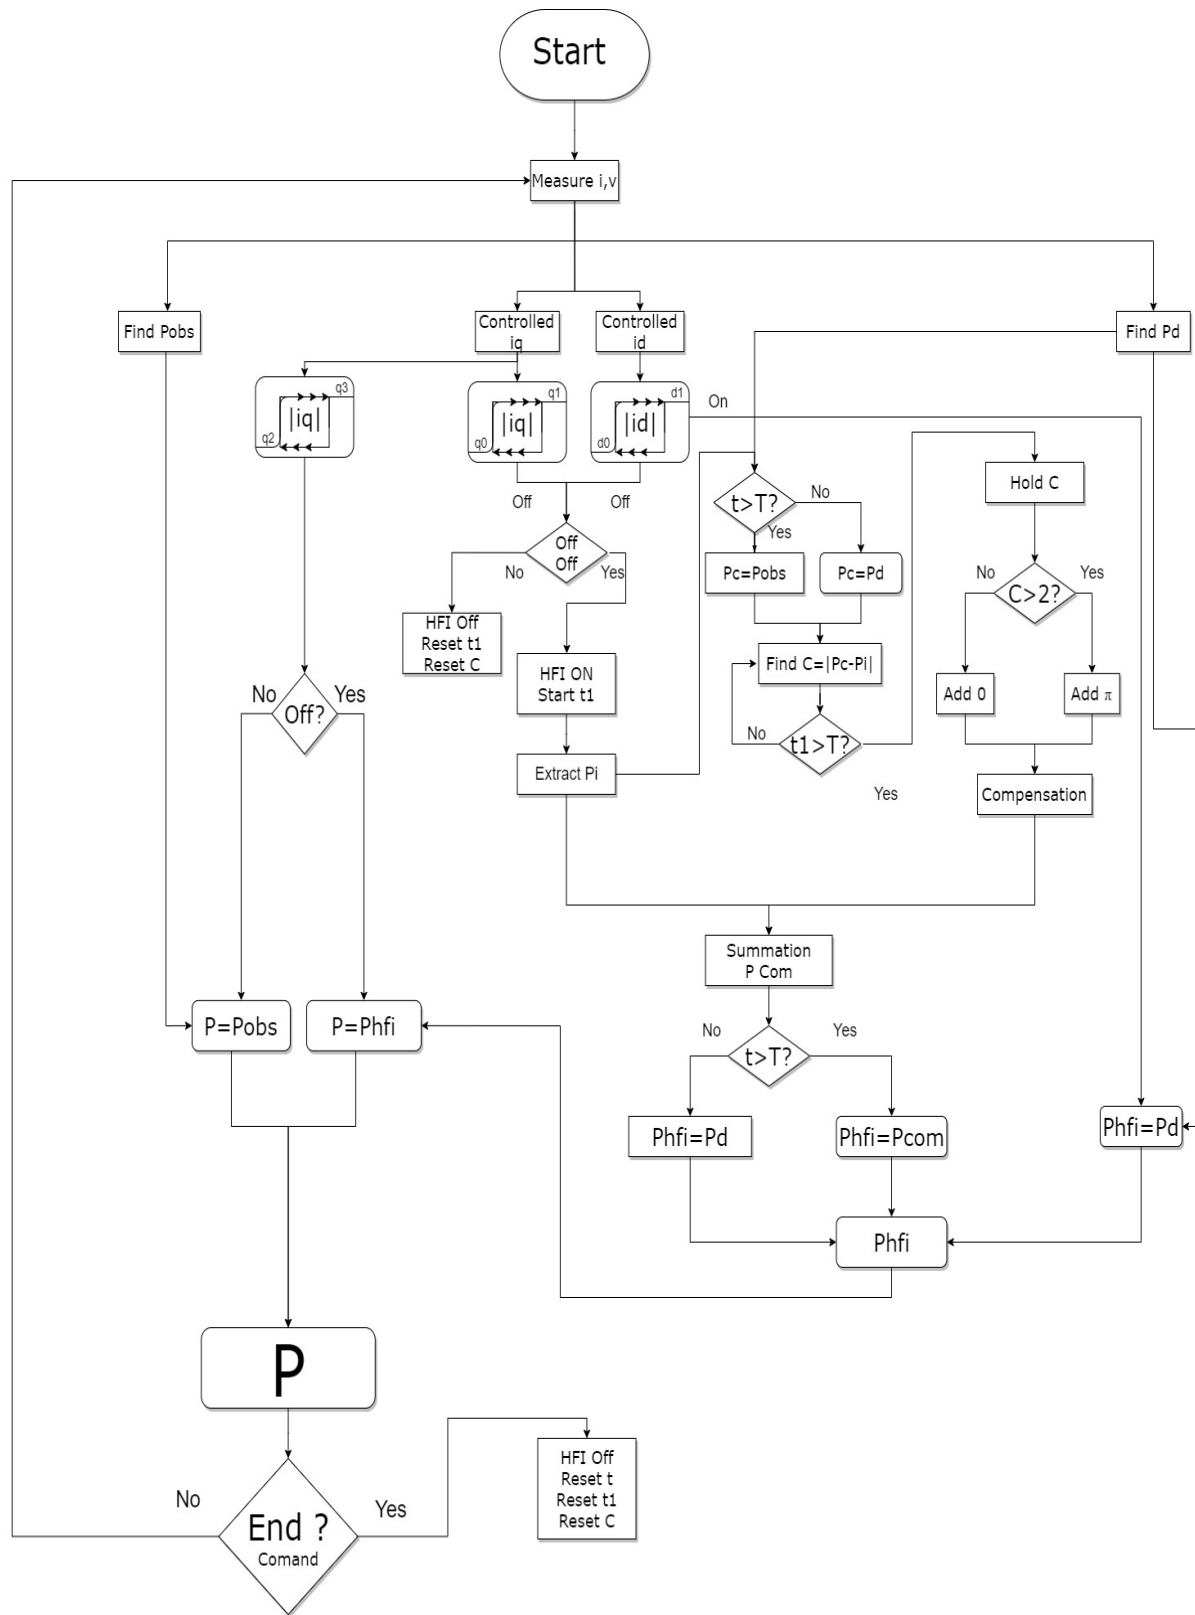 Start
Measure i,v
Find Pobs
Controlled
iq
Controlled
id
Find Pd
q3
|iq|
q2
q1
|iq|
q0
d1
|id|
d0
On
Off
Off
Off
Off
No
Yes
HFI Off
Reset t1
Reset C
HFI ON
Start t1
Extract Pi
t>T?
No
Yes
Pc=Pobs
Pc=Pd
Find C=|Pc-Pi|
t1>T?
No
Yes
Hold C
C>2?
No
Yes
Add 0
Add π
Compensation
No
Yes
Off?
P=Pobs
P=Phfi
Summation
P Com
No
Yes
t>T?
Phfi=Pd
Phfi=Pcom
Phfi=Pd
Phfi
P
No
Yes
End ?
Comand
HFI Off
Reset t
Reset t1
Reset C